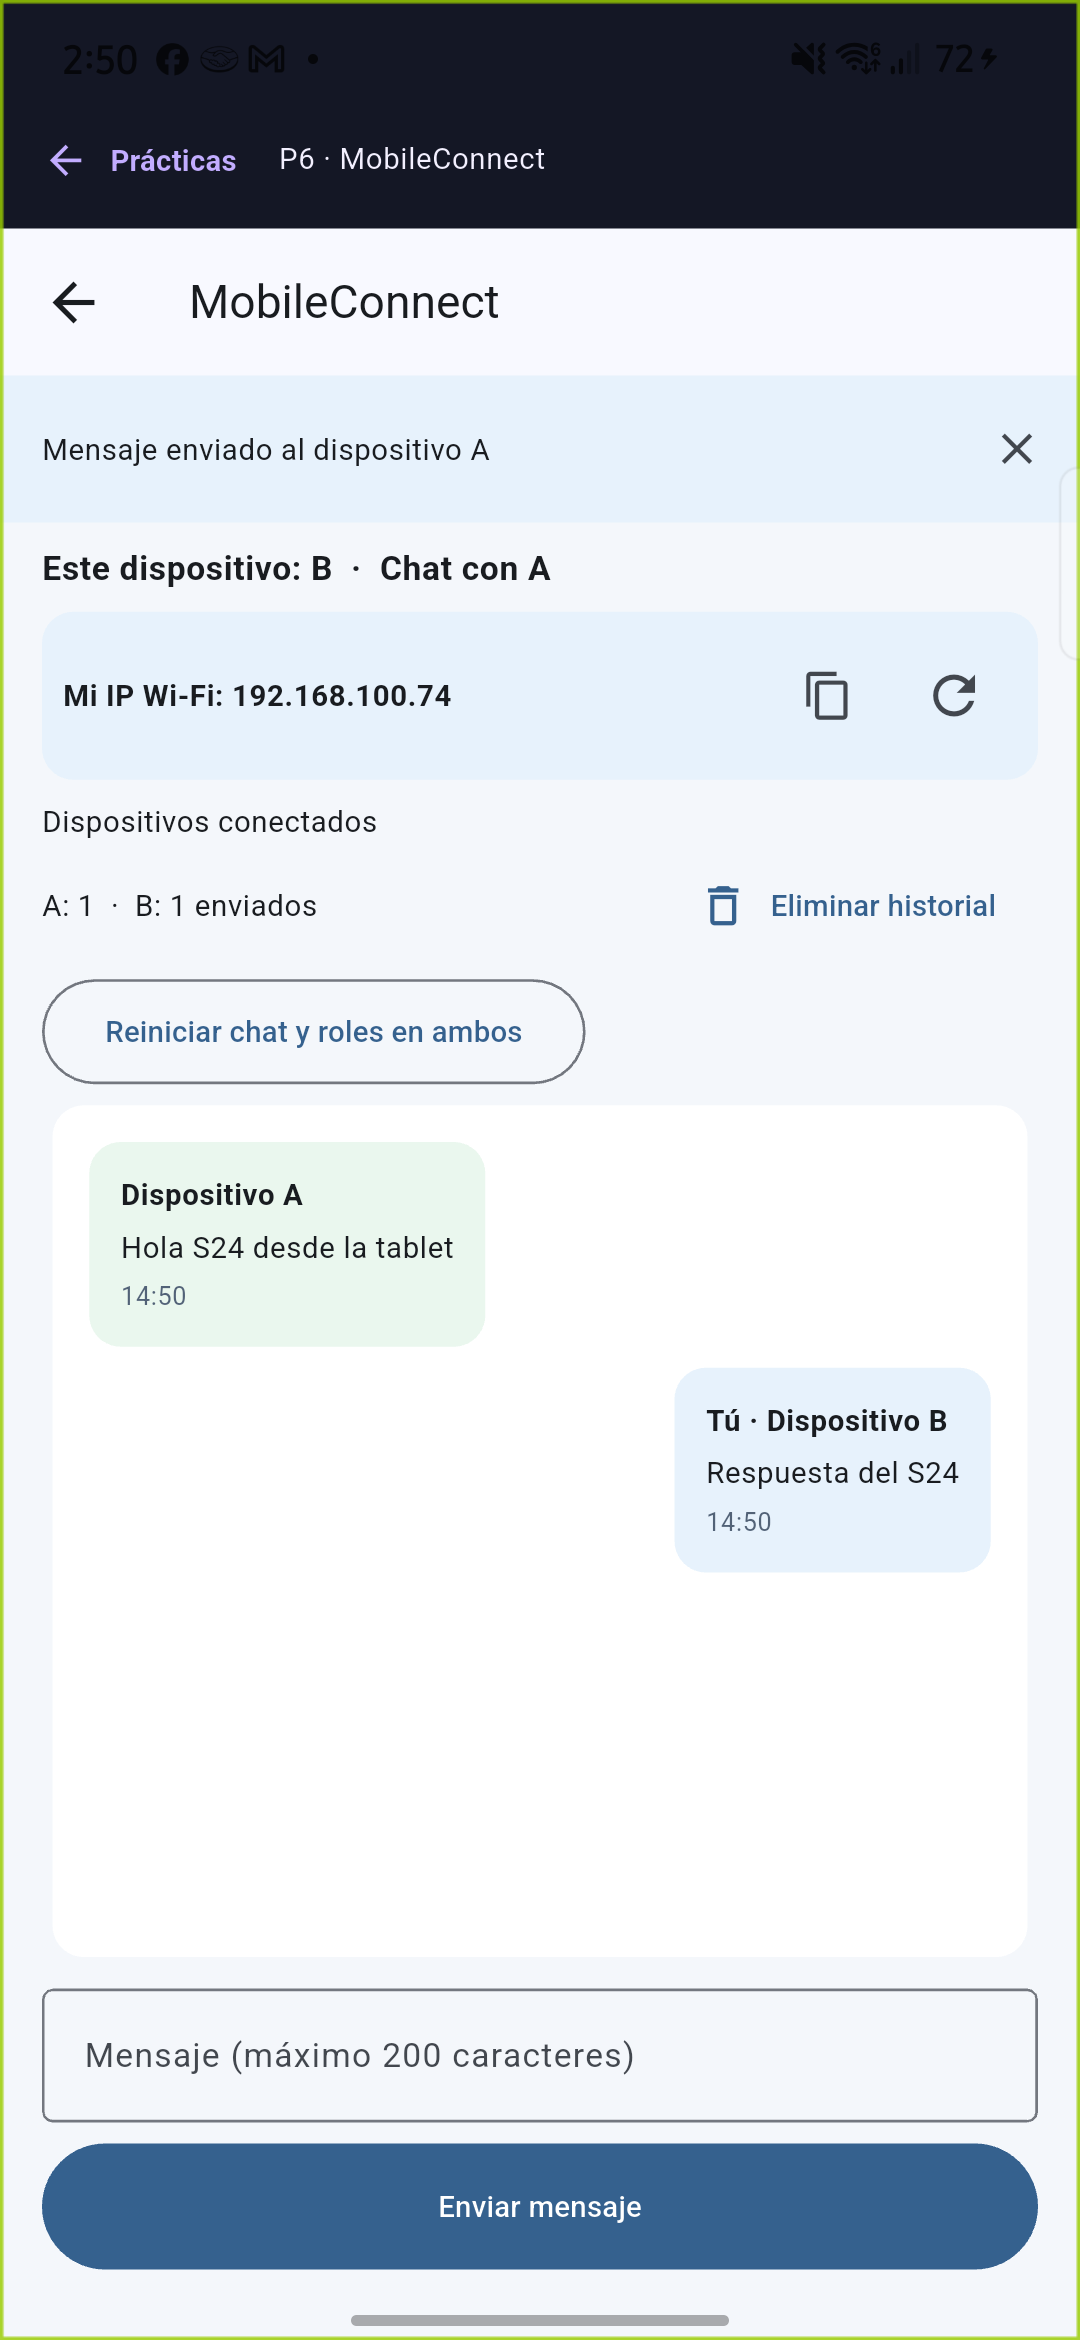 2:50 72
Prácticas P6 · MobileConnect
MobileConnect
Mensaje enviado al dispositivo A
Este dispositivo: B · Chat con A
Mi IP Wi-Fi: 192.168.100.74
Dispositivos conectados
A: 1 · B: 1 enviados Eliminar historial
Reiniciar chat y roles en ambos
Dispositivo A
Hola S24 desde la tablet
14:50
Tú · Dispositivo B
Respuesta del S24
14:50
Mensaje (máximo 200 caracteres)
Enviar mensaje